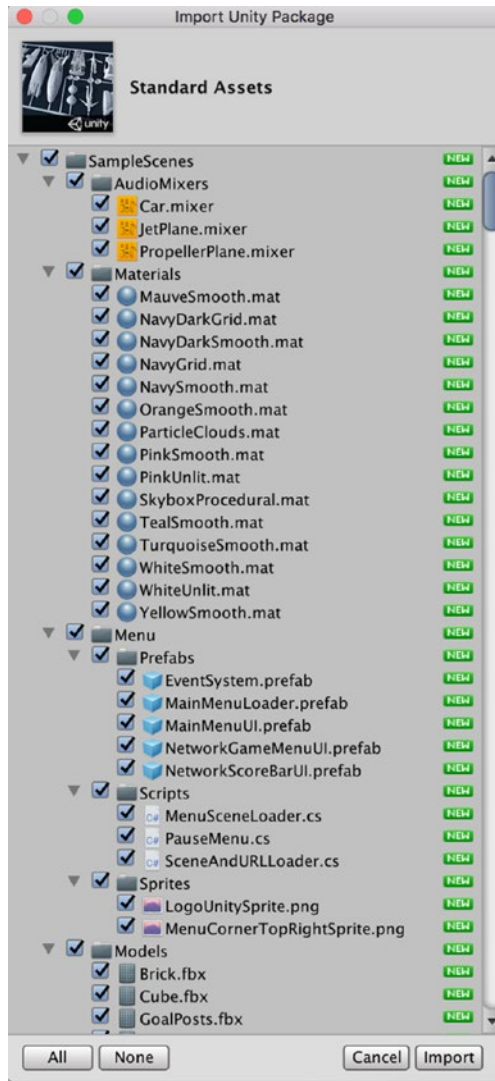 Import Unity Package
Standard Assets
unity
SampleScenes NEW
AudioMixers NEW
Car.mixer NEW
JetPlane.mixer NEW
PropellerPlane.mixer NEW
Materials NEW
MauveSmooth.mat NEW
NavyDarkGrid.mat NEW
NavyDarkSmooth.mat NEW
NavyGrid.mat NEW
NavySmooth.mat NEW
OrangeSmooth.mat NEW
ParticleClouds.mat NEW
PinkSmooth.mat NEW
PinkUnlit.mat NEW
SkyboxProcedural.mat NEW
TealSmooth.mat NEW
TurquoiseSmooth.mat NEW
WhiteSmooth.mat NEW
WhiteUnlit.mat NEW
YellowSmooth.mat NEW
Menu NEW
Prefabs NEW
EventSystem.prefab NEW
MainMenuLoader.prefab NEW
MainMenuUI.prefab NEW
NetworkGameMenuUI.prefab NEW
NetworkScoreBarUI.prefab NEW
Scripts NEW
C# MenuSceneLoader.cs NEW
C# PauseMenu.cs NEW
C# SceneAndURLLoader.cs NEW
Sprites NEW
LogoUnitySprite.png NEW
MenuCornerTopRightSprite.png NEW
Models NEW
Brick.fbx NEW
Cube.fbx NEW
GoalPosts.fbx NEW
All None Cancel Import